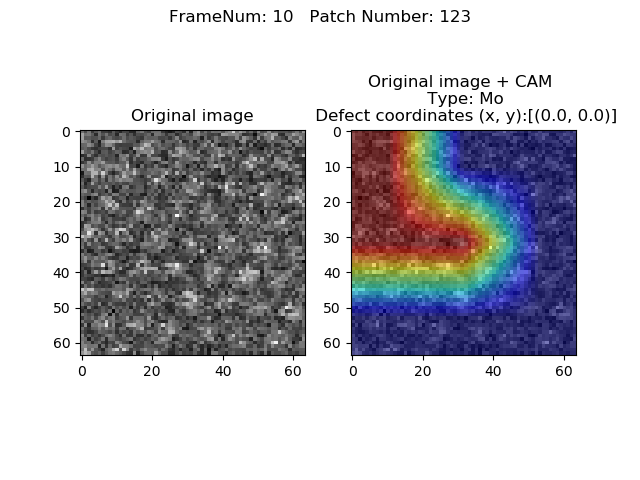 FrameNum: 10   Patch Number: 123
Original image
0
10
20
30
40
50
60
0 20 40 60
Original image + CAM
Type: Mo
Defect coordinates (x, y):[(0.0, 0.0)]
0
10
20
30
40
50
60
0 20 40 60